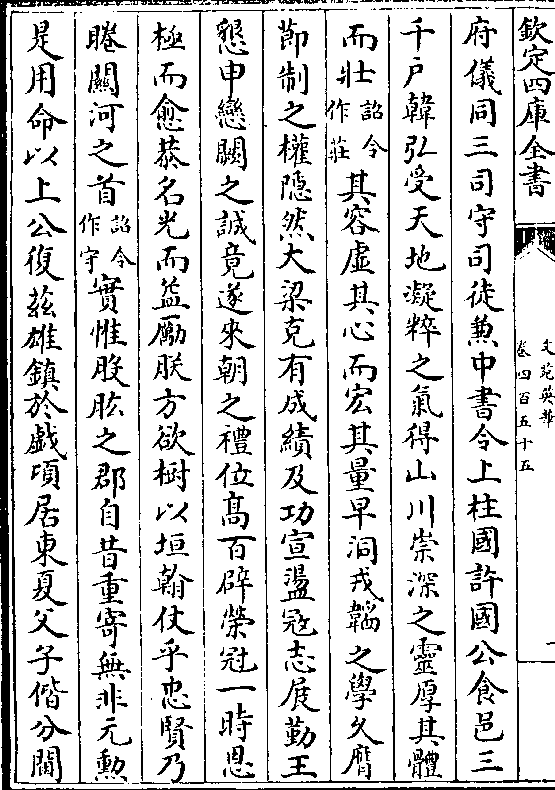 欽定四庫全書
文苑英華
卷四百五十五
府儀同三司守司徒兼中書令上柱國許國公食邑三
千戶韓弘受天地凝粹之氣得山川崇深之靈厚其體
而壯詔令作莊其容虛其心而宏其量早洞戎韜之學久膺
節制之權隱然大梁克有成績及功宣盪寇志展勤王
懇申戀闕之誠竟遂來朝之禮位髙百辟榮冠一時恩
極而愈恭名光而益勵朕方欲樹以垣翰仗乎忠賢乃
睠關河之首詔令作守實惟股肱之郡自昔重寄無非元勲
是用命以上公復兹雄鎮於戯項居東夏父子偕分閫